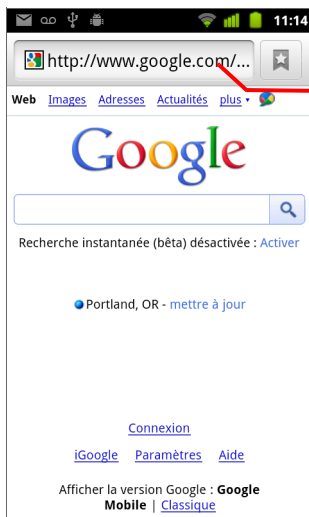 11:14
http://www.google.com/...
Web Images Adresses Actualités plus
Google
Recherche instantanée (bêta) désactivée : Activer
Portland, OR - mettre à jour
Connexion
iGoogle Paramètres Aide
Afficher la version Google : Google
Mobile | Classique